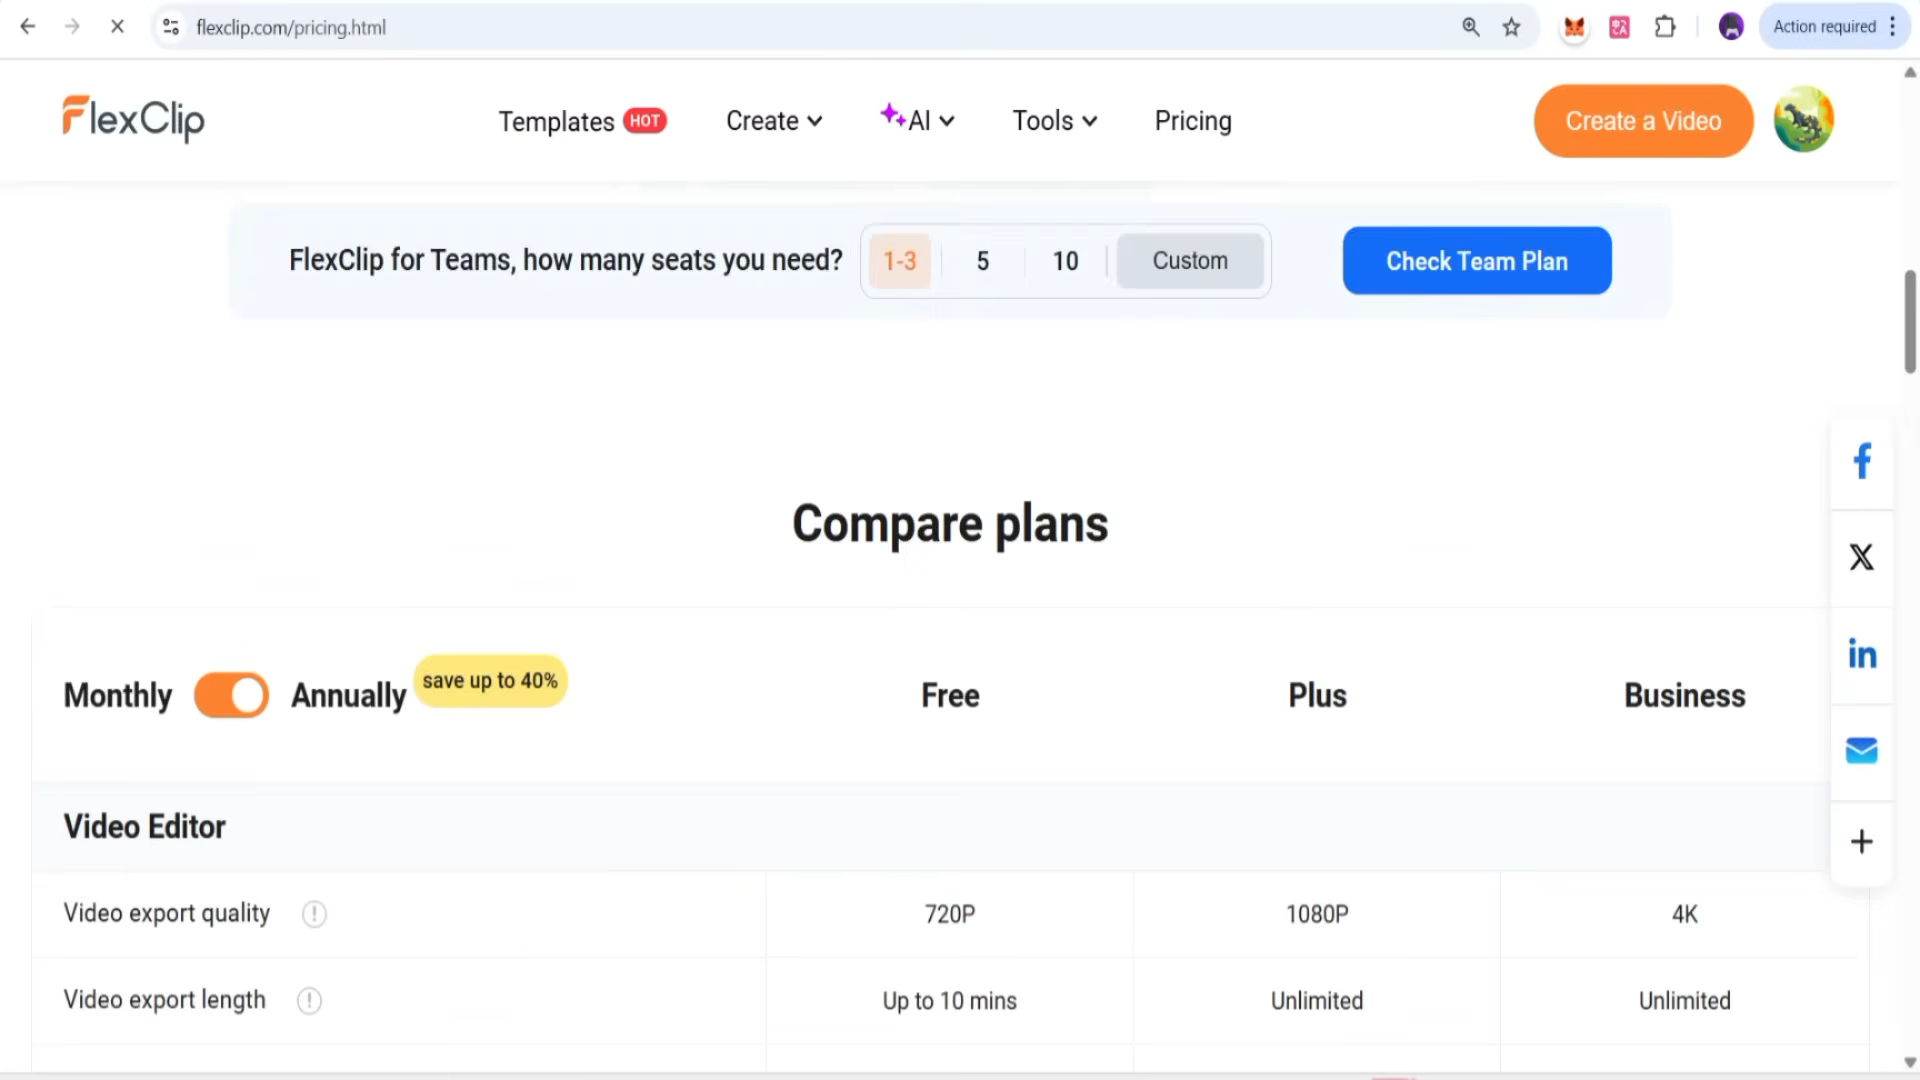 flexclip.com/pricing.html
Action required
FlexClip
Templates HOT
Create
AI
Tools
Pricing
Create a Video
FlexClip for Teams, how many seats you need?
1-3
5
10
Custom
Check Team Plan
Compare plans
Monthly Annually save up to 40% Free Plus Business
Video Editor
Video export quality 720P 1080P 4K
Video export length Up to 10 mins Unlimited Unlimited